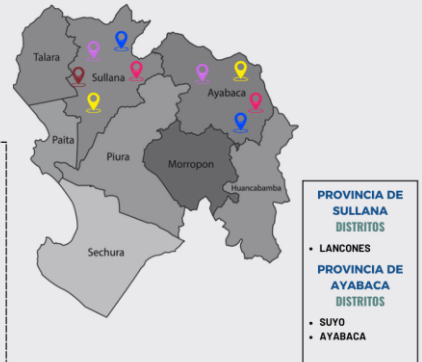 Talara
Sullana
Ayabaca
Paita
Piura
Morropon
Huancabamba
Sechura
PROVINCIA DE
SULLANA
DISTRITOS
• LANCONES
PROVINCIA DE
AYABACA
DISTRITOS
• SUYO
• AYABACA